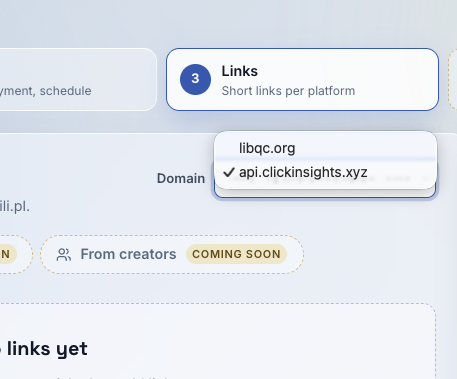 yment, schedule
3
Links
Short links per platform
libqc.org
✓ api.clickinsights.xyz
Domain
ili.pl.
N
From creators
COMING SOON
links yet